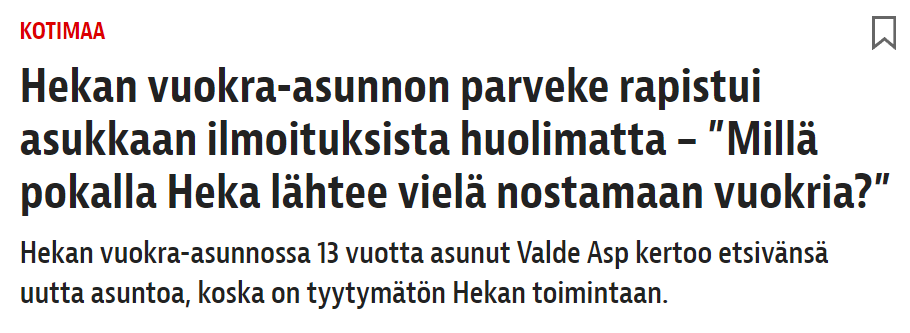 KOTIMAA
Hekan vuokra-asunnon parveke rapistui
asukkaan ilmoituksista huolimatta – ”Millä
pokalla Heka lähtee vielä nostamaan vuokria?”
Hekan vuokra-asunnossa 13 vuotta asunut Valde Asp kertoo etsivänsä
uutta asuntoa, koska on tyytymätön Hekan toimintaan.